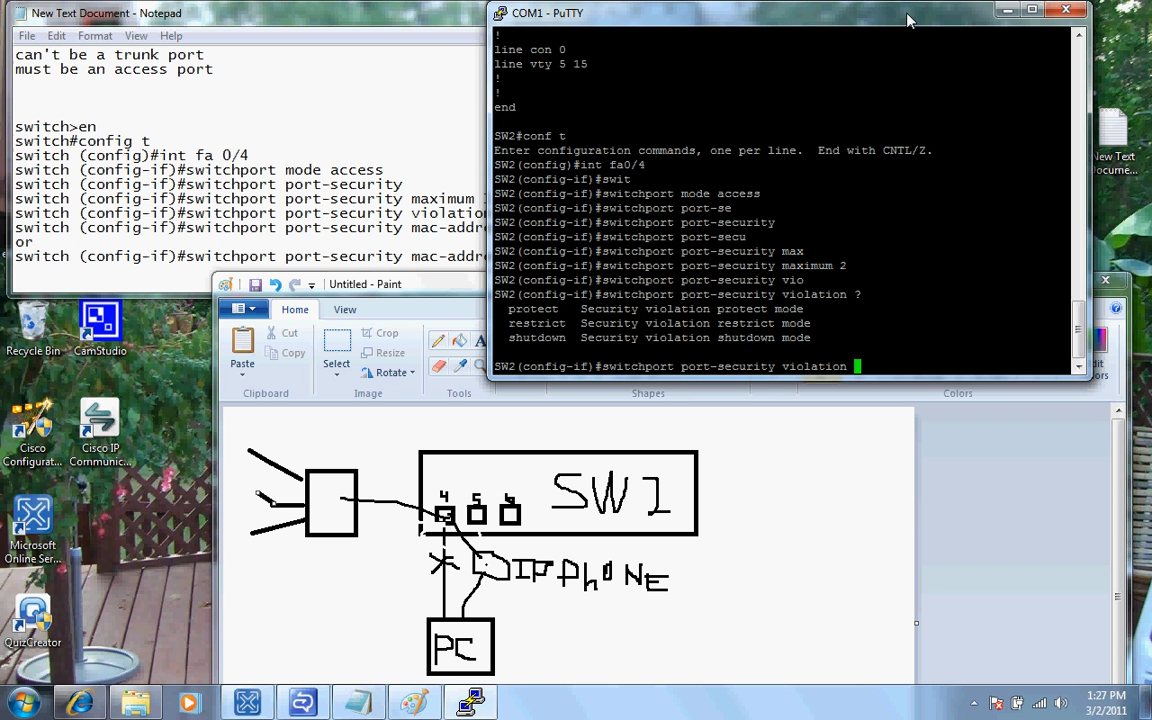 New Text Document - Notepad
File Edit Format View Help
can't be a trunk port
must be an access port
switch>en
switch#config t
switch (config)#int fa 0/4
switch (config-if)#switchport mode access
switch (config-if)#switchport port-security
switch (config-if)#switchport port-security maximum
switch (config-if)#switchport port-security violation
switch (config-if)#switchport port-security mac-addre
or
switch (config-if)#switchport port-security mac-addre
COM1 - PuTTY
!
line con 0
line vty 5 15
!
!
end
SW2#conf t
Enter configuration commands, one per line. End with CNTL/Z.
SW2(config)#int fa0/4
SW2(config-if)#swit
SW2(config-if)#switchport mode access
SW2(config-if)#switchport port-se
SW2(config-if)#switchport port-security
SW2(config-if)#switchport port-secu
SW2(config-if)#switchport port-security max
SW2(config-if)#switchport port-security maximum 2
SW2(config-if)#switchport port-security vio
SW2(config-if)#switchport port-security violation ?
protect Security violation protect mode
restrict Security violation restrict mode
shutdown Security violation shutdown mode
SW2(config-if)#switchport port-security violation
New Text
Docume...
Recycle Bin
CamStudio
Cisco
Configurat...
Cisco IP
Communic...
Microsoft
Online Ser...
QuizCreator
Untitled - Paint
Home View
Paste
Cut
Copy
Clipboard
Select
Crop
Resize
Rotate
Image
A
Tools
Shapes
Colors
4 5 6
SW1
IP PhONE
PC
1:27 PM
3/2/2011